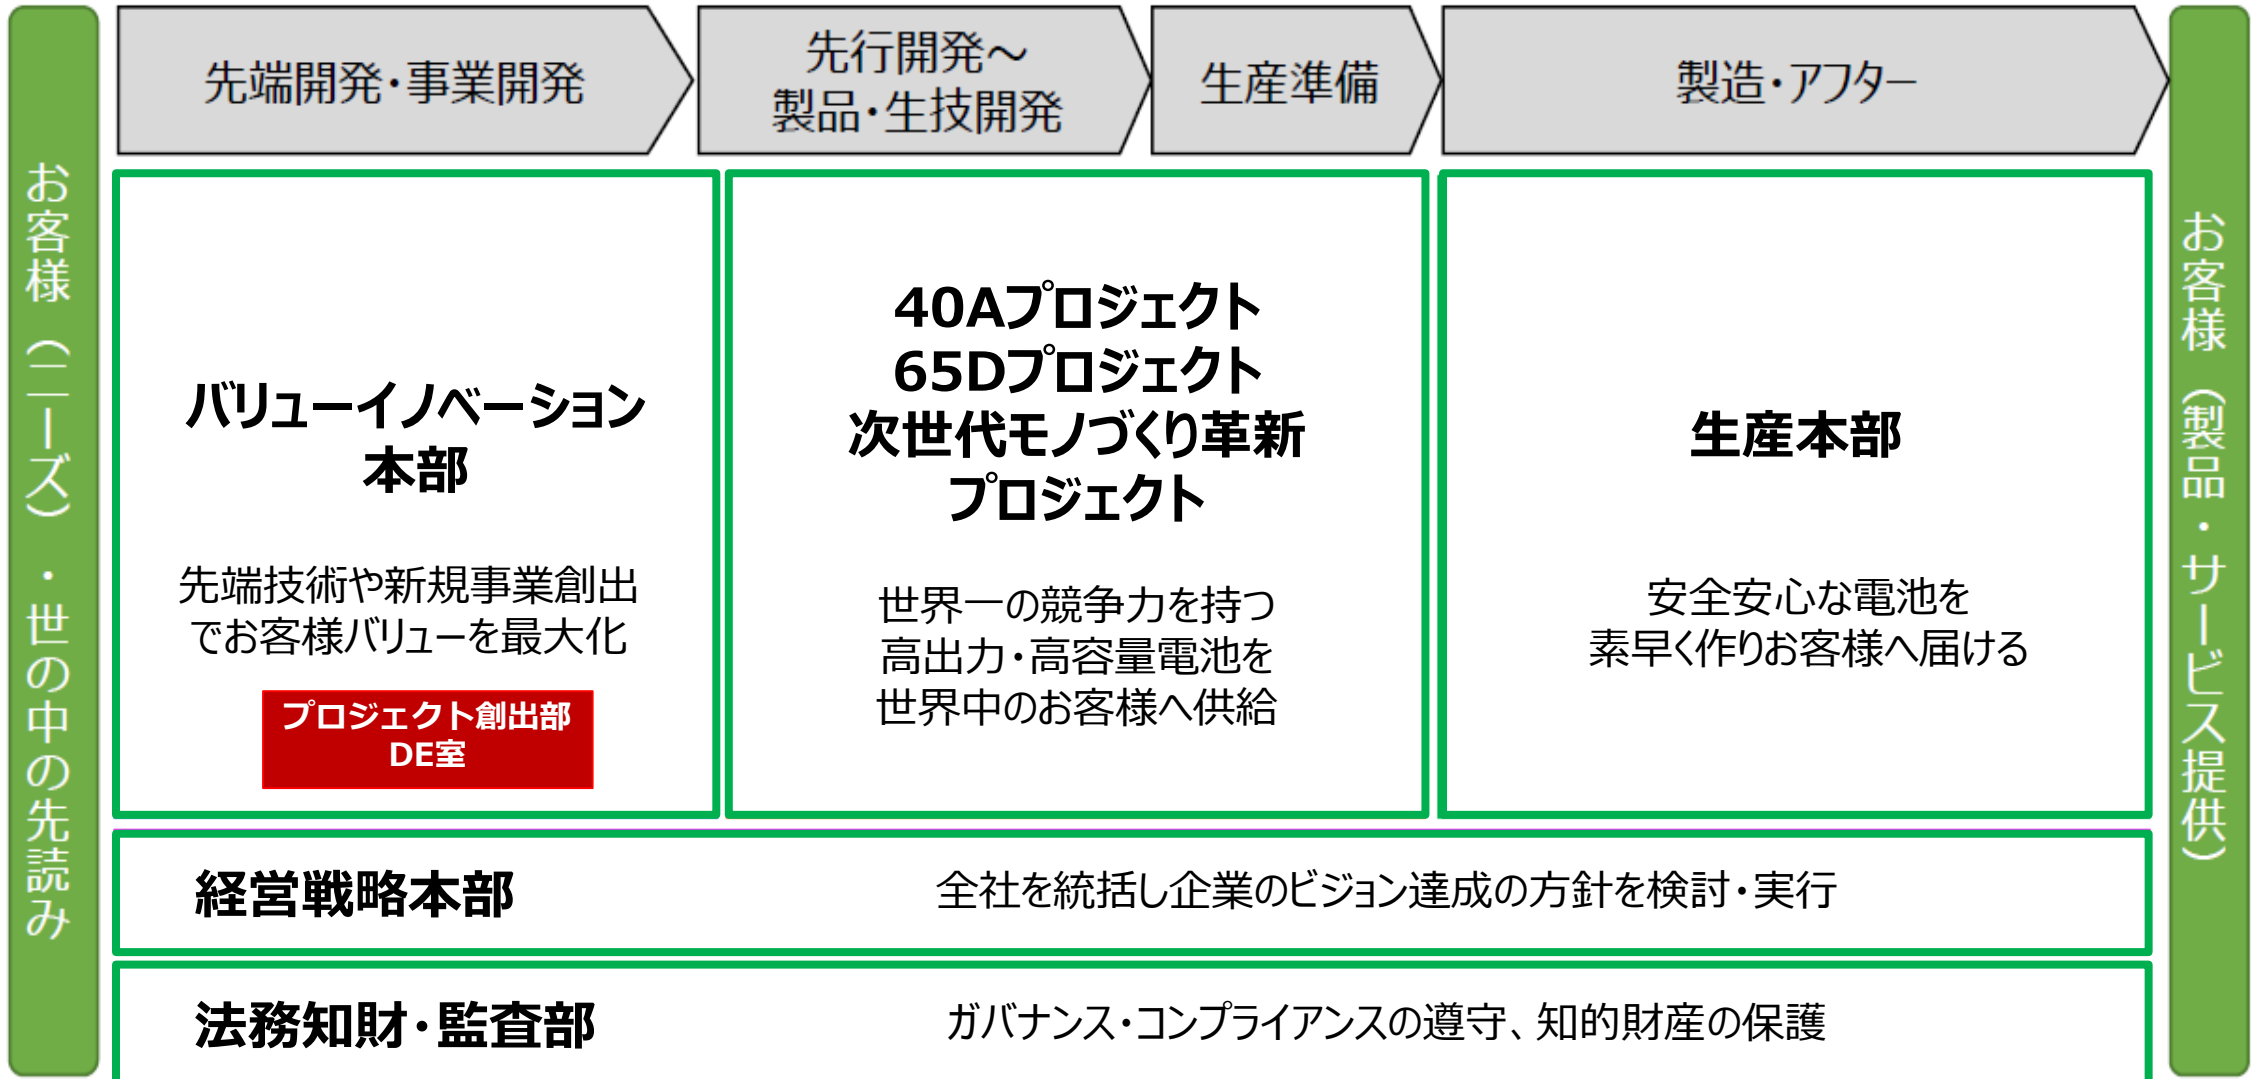 お客様（ニーズ）・世の中の先読み
先端開発・事業開発
先行開発～
製品・生技開発
生産準備
製造・アフター
バリューイノベーション
本部
先端技術や新規事業創出
でお客様バリューを最大化
プロジェクト創出部
DE室
40Aプロジェクト
65Dプロジェクト
次世代モノづくり革新
プロジェクト
世界一の競争力を持つ
高出力・高容量電池を
世界中のお客様へ供給
生産本部
安全安心な電池を
素早く作りお客様へ届ける
経営戦略本部
全社を統括し企業のビジョン達成の方針を検討・実行
法務知財・監査部
ガバナンス・コンプライアンスの遵守、知的財産の保護
お客様（製品・サービス提供）